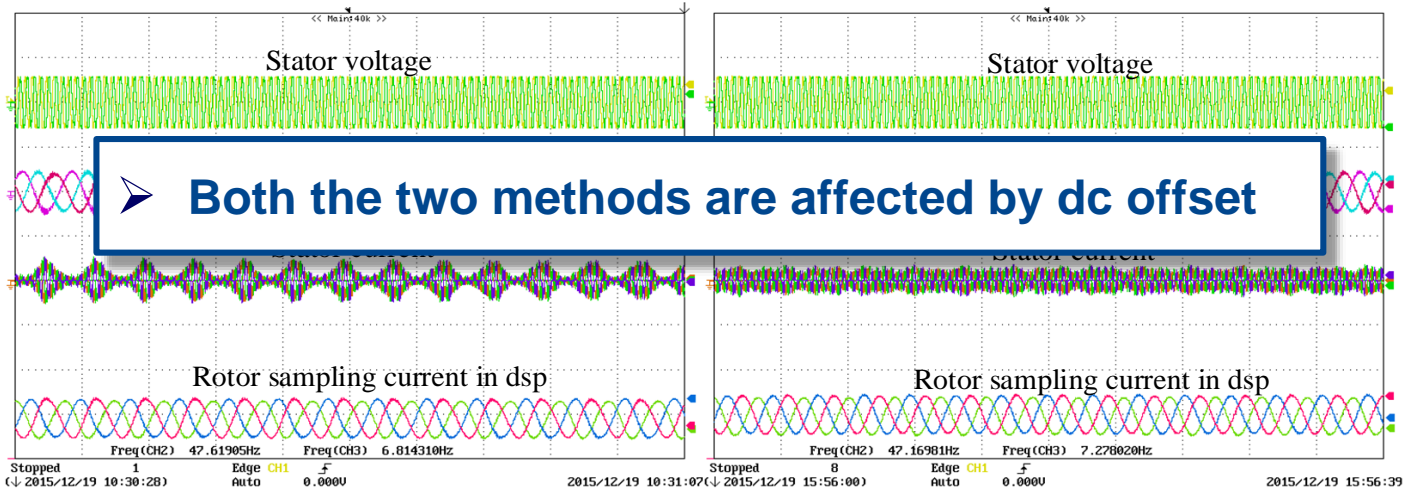 << Main:40k >>
<< Main:40k >>
Stator voltage
Stator voltage
➢ Both the two methods are affected by dc offset
Stator current
Stator current
Rotor sampling current in dsp
Rotor sampling current in dsp
Freq(CH2) 47.61905Hz Freq(CH3) 6.814310Hz
Freq(CH2) 47.16981Hz Freq(CH3) 7.278020Hz
Stopped 1 Edge CH1
Stopped 8 Edge CH1
(↓ 2015/12/19 10:30:28) Auto 0.000V 2015/12/19 10:31:07
(↓ 2015/12/19 15:56:00) Auto 0.000V 2015/12/19 15:56:39